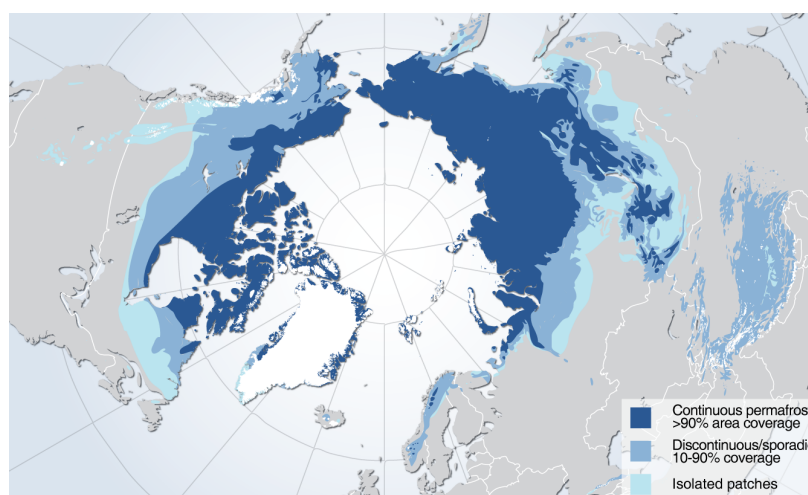 Continuous permafros
>90% area coverage
Discontinuous/sporadi
10-90% coverage
Isolated patches